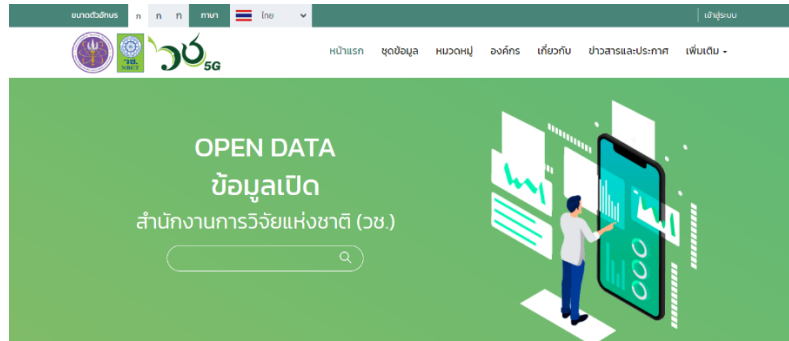 ขนาดตัวอักษร ก ก ก ภาษา ไทย เข้าสู่ระบบ
วช. NRCT วช 5G หน้าแรก ชุดข้อมูล หมวดหมู่ องค์กร เกี่ยวกับ ข่าวสารและประกาศ เพิ่มเติม
OPEN DATA
ข้อมูลเปิด
สำนักงานการวิจัยแห่งชาติ (วช.)